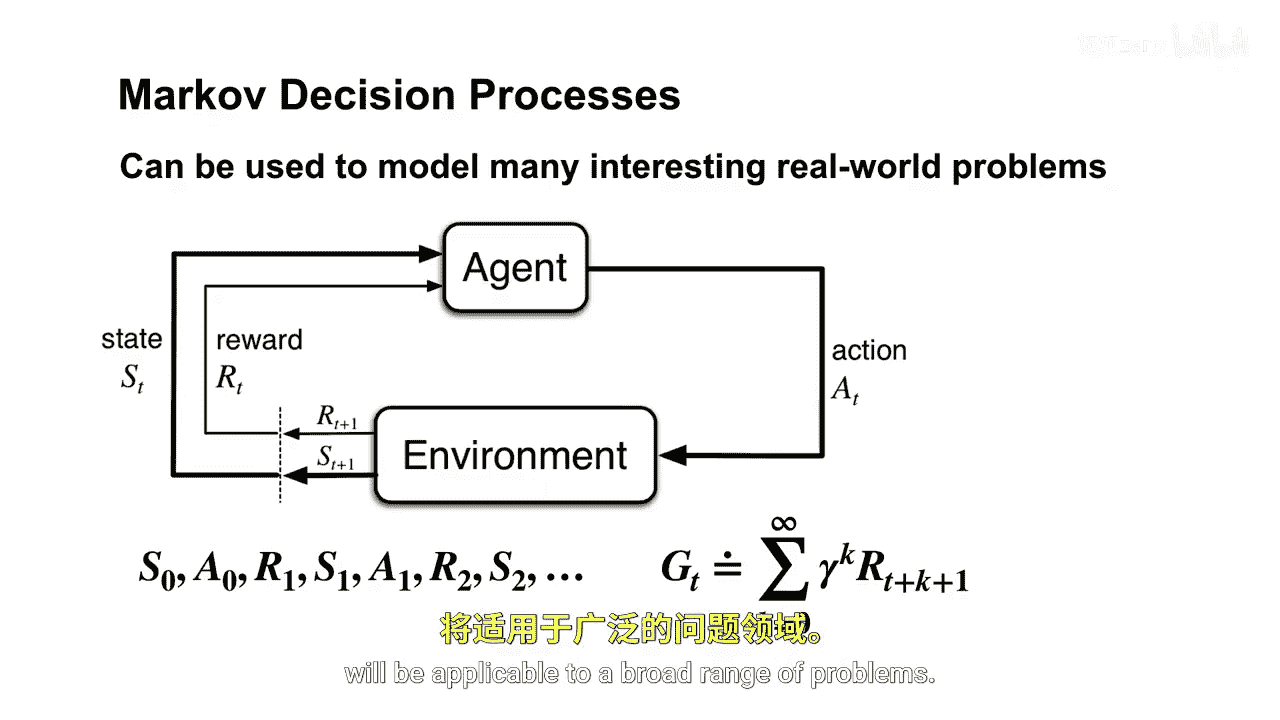 Markov Decision Processes
Can be used to model many interesting real-world problems
Agent
state
S_t
reward
R_t
action
A_t
R_{t+1}
S_{t+1}
Environment
S_0, A_0, R_1, S_1, A_1, R_2, S_2, …
G_t ≐ ∑^∞ γ^k R_{t+k+1}
将适用于广泛的问题领域。
will be applicable to a broad range of problems.